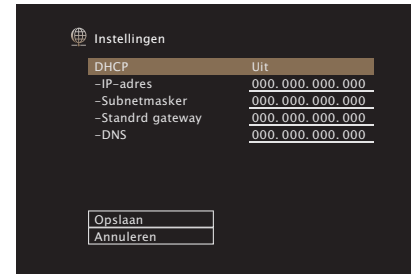 Instellingen
DHCP Uit
-IP-adres 000.000.000.000
-Subnetmasker 000.000.000.000
-Standrd gateway 000.000.000.000
-DNS 000.000.000.000
Opslaan
Annuleren